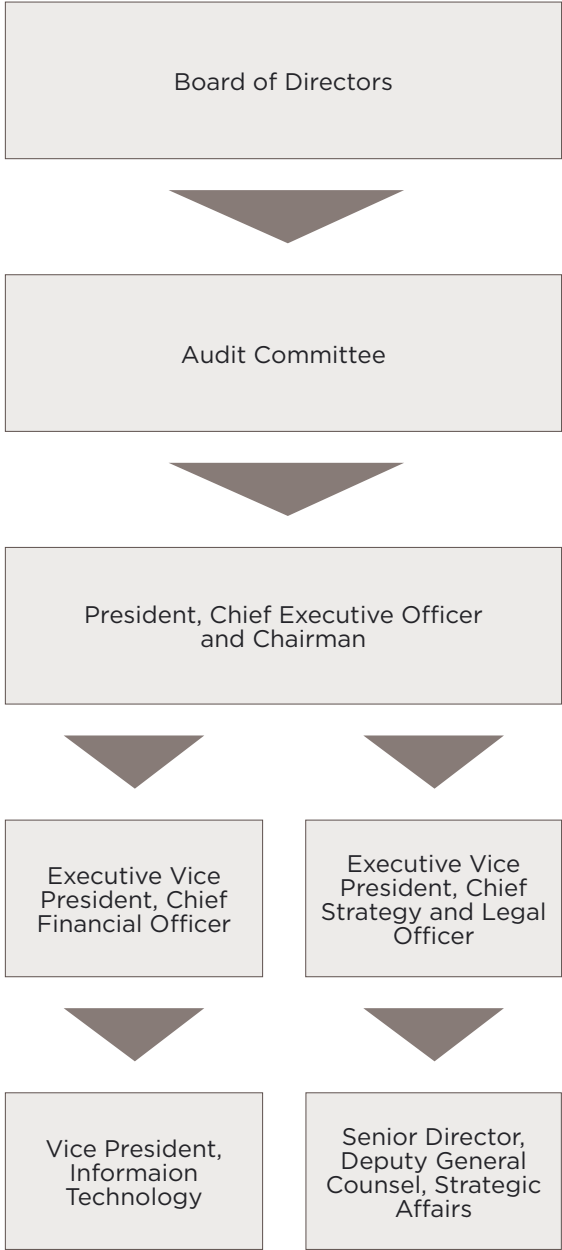 Board of Directors
Audit Committee
President, Chief Executive Officer
and Chairman
Executive Vice
President, Chief
Financial Officer
Executive Vice
President, Chief
Strategy and Legal
Officer
Vice President,
Informaion
Technology
Senior Director,
Deputy General
Counsel, Strategic
Affairs